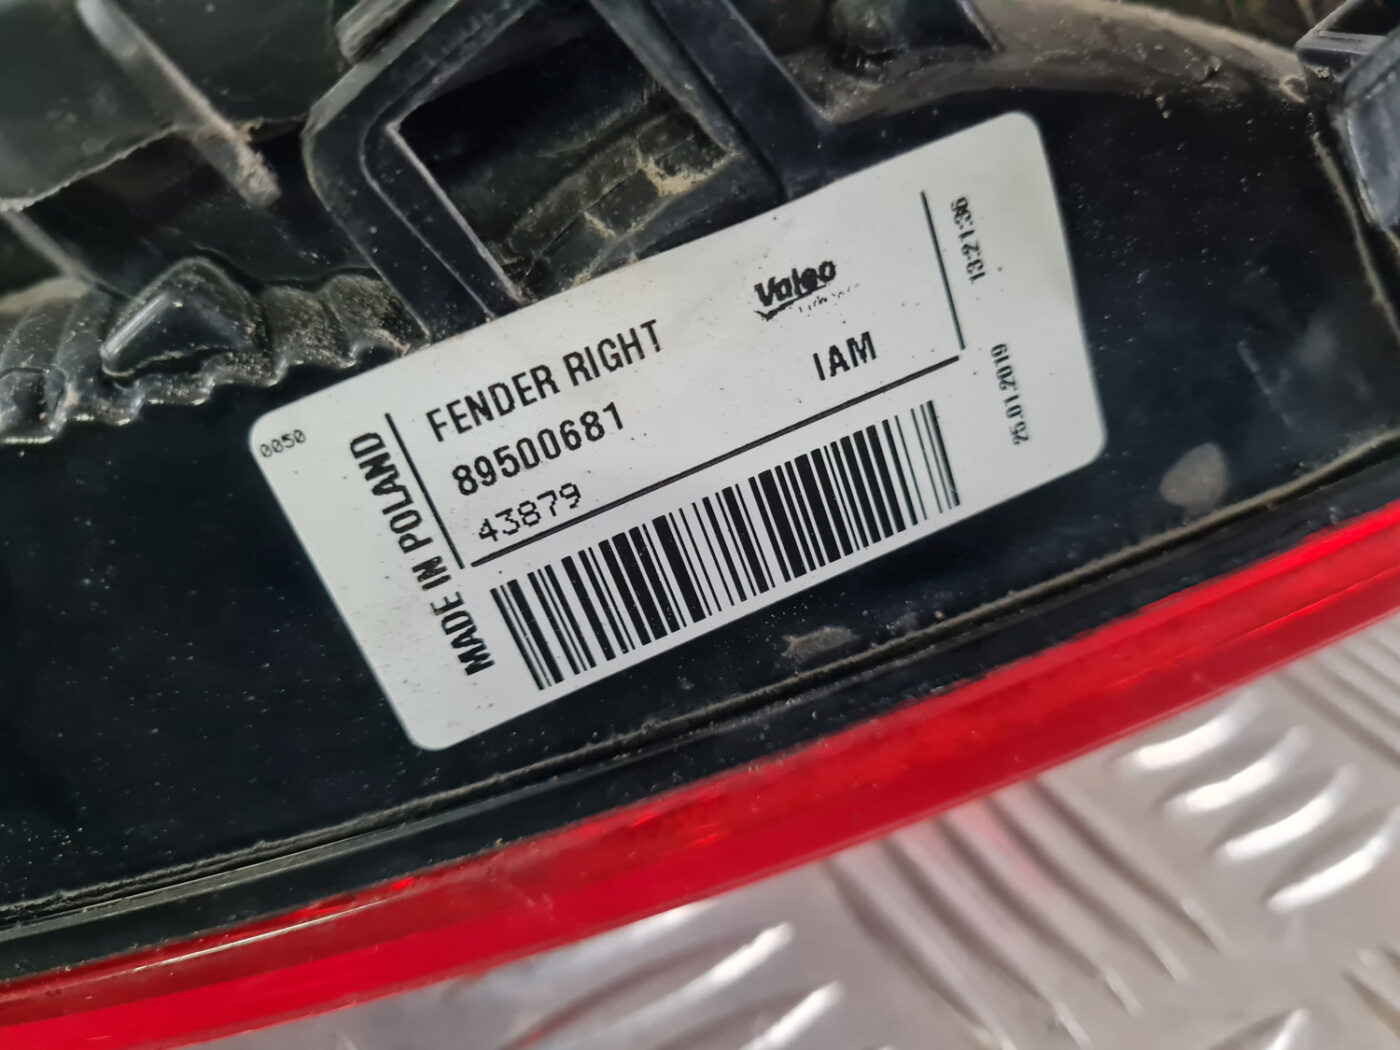 0050
MADE IN POLAND
FENDER RIGHT
89500681
43879
Valeo
IAM
13:21:36
25.01.2019